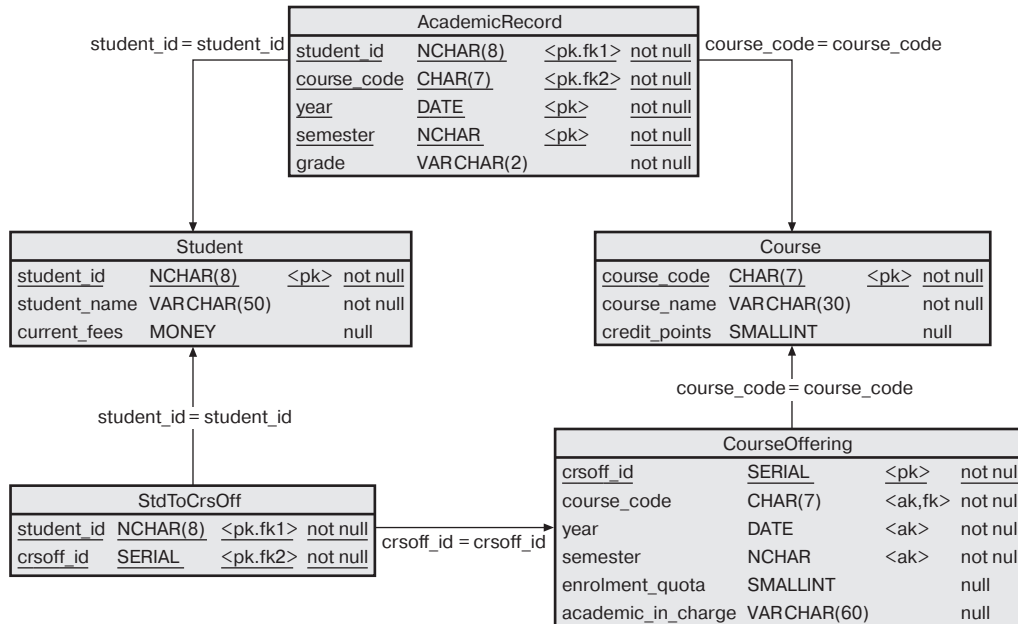 AcademicRecord
student_id = student_id
course_code = course_code
student_id NCHAR(8) <pk.fk1> not null
course_code CHAR(7) <pk.fk2> not null
year DATE <pk> not null
semester NCHAR <pk> not null
grade VARCHAR(2) not null
Student
student_id NCHAR(8) <pk> not null
student_name VARCHAR(50) not null
current_fees MONEY null
Course
course_code CHAR(7) <pk> not null
course_name VARCHAR(30) not null
credit_points SMALLINT null
student_id = student_id
course_code = course_code
StdToCrsOff
student_id NCHAR(8) <pk.fk1> not null
crsoff_id SERIAL <pk.fk2> not null
crsoff_id = crsoff_id
CourseOffering
crsoff_id SERIAL <pk> not nul
course_code CHAR(7) <ak,fk> not nul
year DATE <ak> not nul
semester NCHAR <ak> not nul
enrolment_quota SMALLINT null
academic_in_charge VARCHAR(60) null